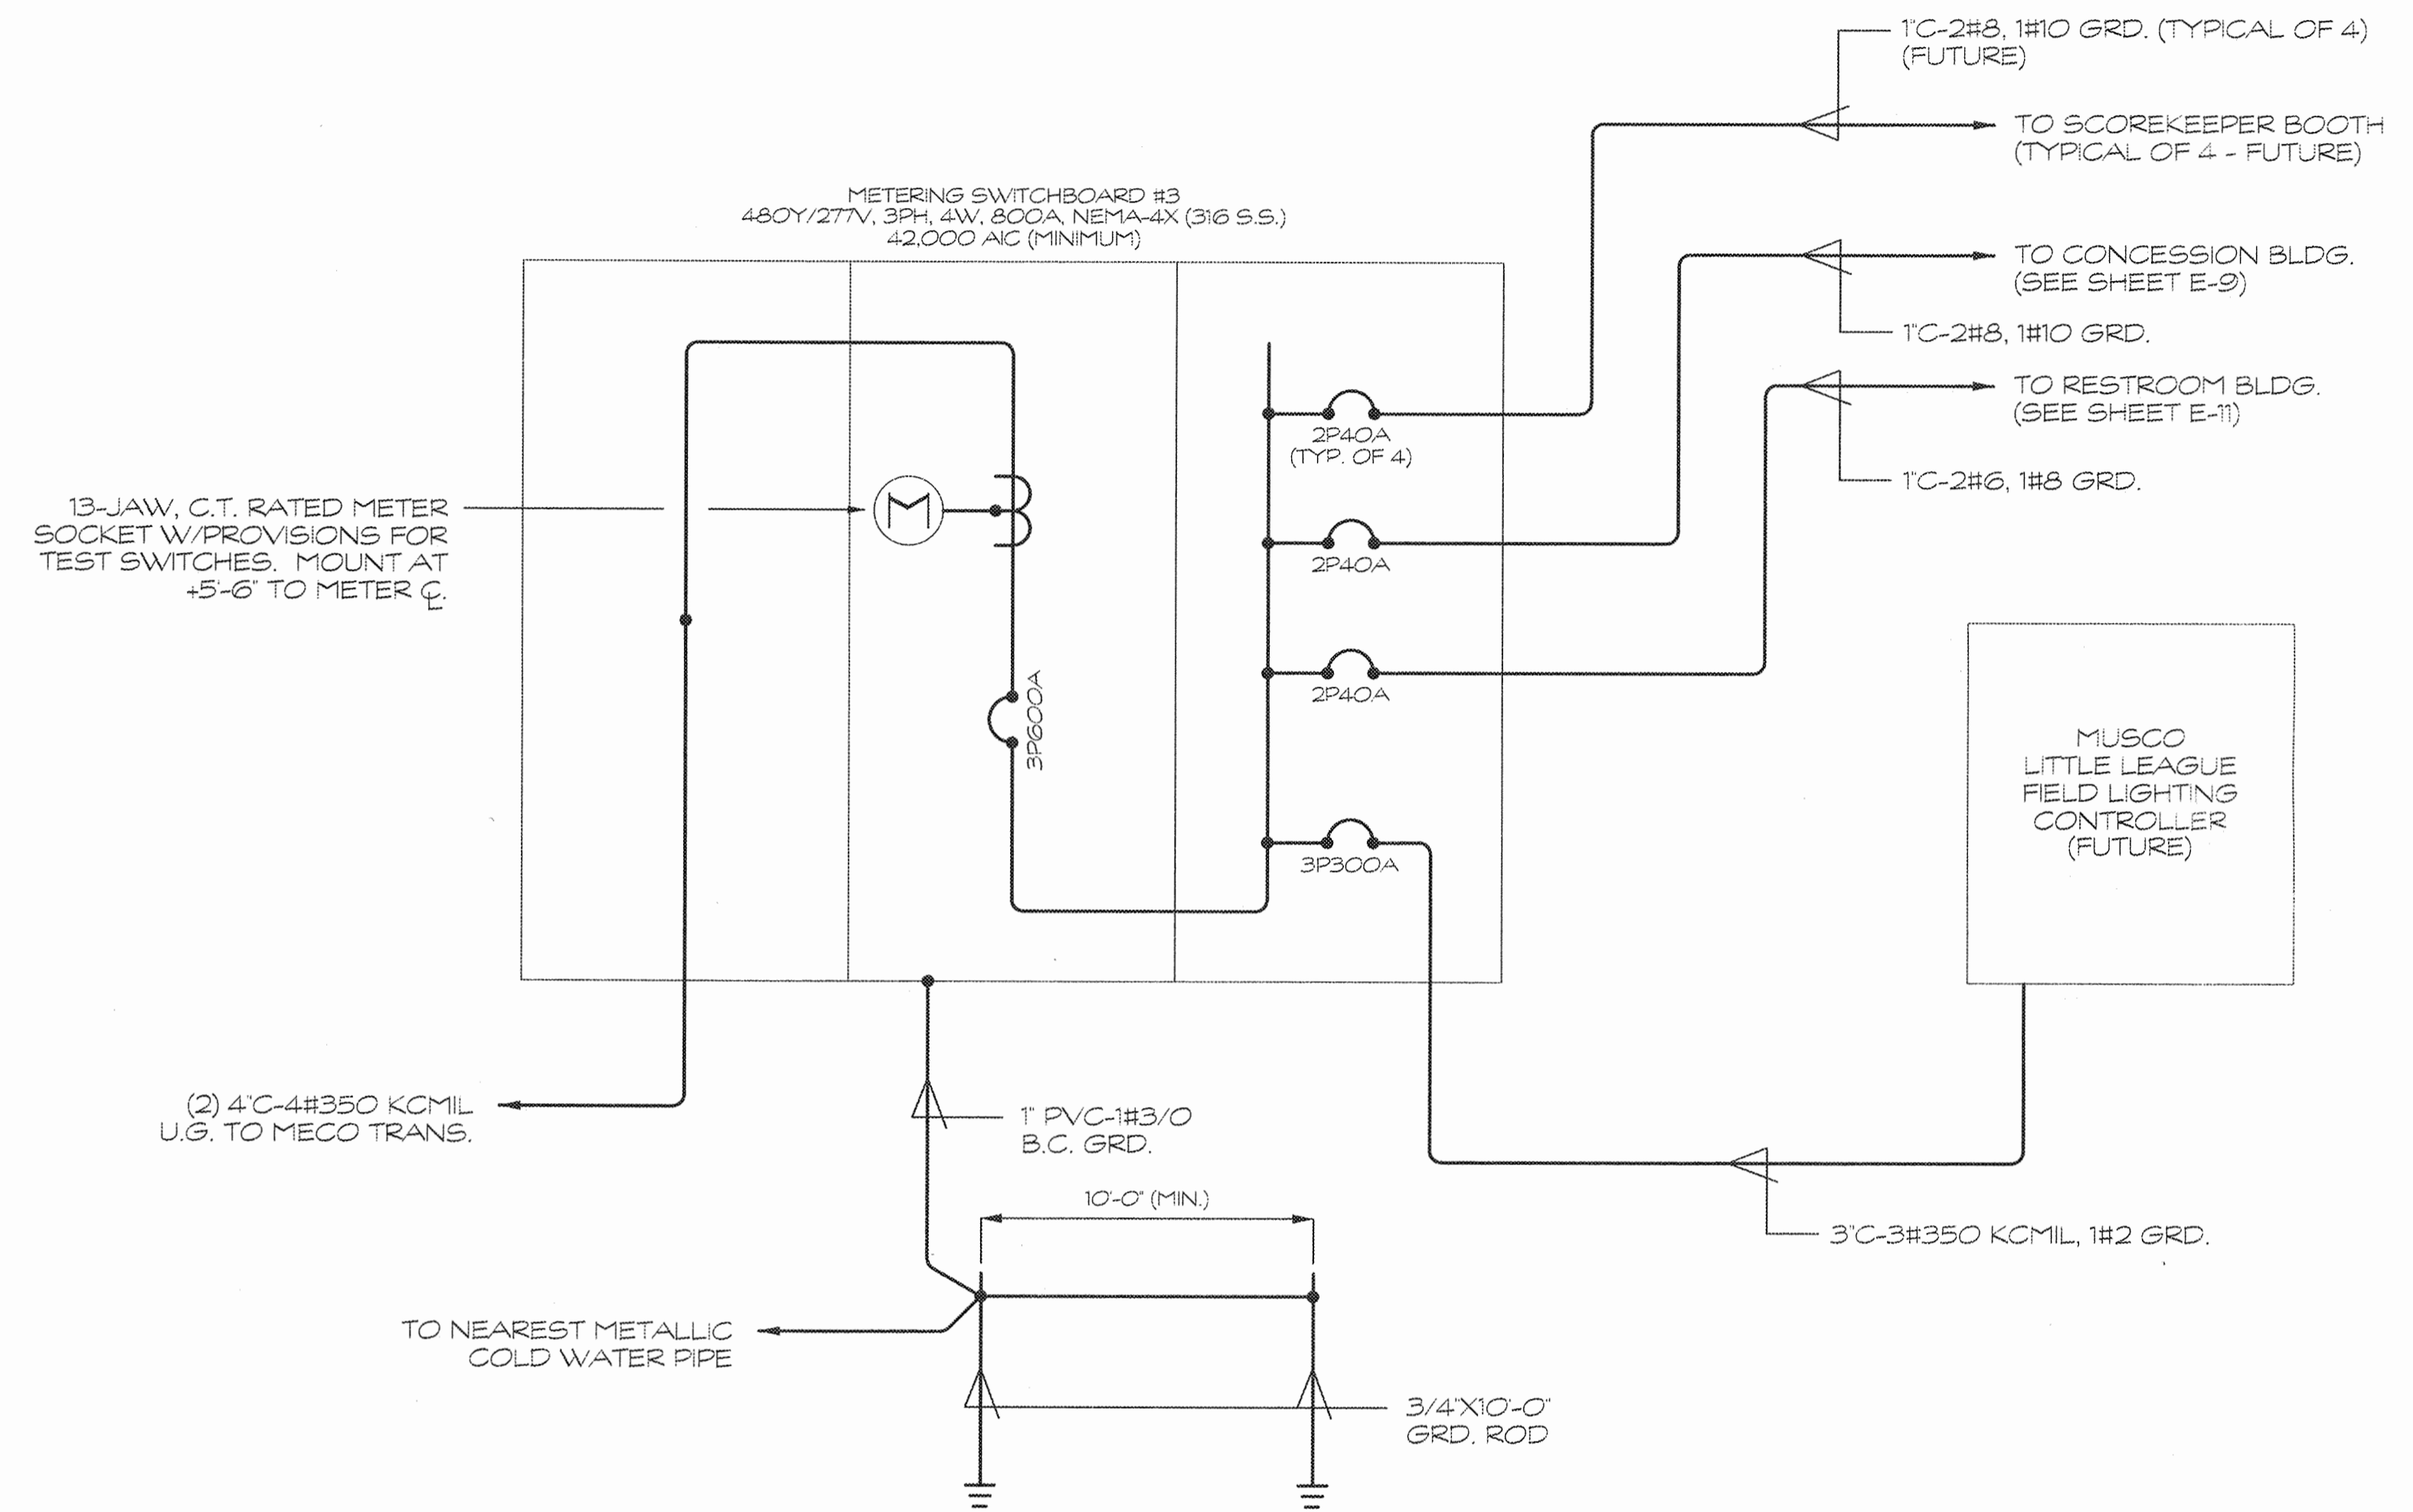 1"C-2#8, 1#10 GRD. (TYPICAL OF 4)
(FUTURE)
TO SCOREKEEPER BOOTH
(TYPICAL OF 4 - FUTURE)
METERING SWITCHBOARD #3
480Y/277V, 3PH, 4W, 800A, NEMA-4X (316 S.S.)
42,000 AIC (MINIMUM)
TO CONCESSION BLDG.
(SEE SHEET E-9)
1"C-2#8, 1#10 GRD.
TO RESTROOM BLDG.
(SEE SHEET E-11)
1"C-2#6, 1#8 GRD.
2P40A
(TYP. OF 4)
2P40A
2P40A
3P300A
13-JAW, C.T. RATED METER
SOCKET W/PROVISIONS FOR
TEST SWITCHES. MOUNT AT
+5'-6" TO METER ℄.
M
3P600A
MUSCO
LITTLE LEAGUE
FIELD LIGHTING
CONTROLLER
(FUTURE)
(2) 4"C-4#350 KCMIL
U.G. TO MECO TRANS.
1" PVC-1#3/0
B.C. GRD.
10'-0" (MIN.)
3"C-3#350 KCMIL, 1#2 GRD.
TO NEAREST METALLIC
COLD WATER PIPE
3/4"X10'-0"
GRD. ROD